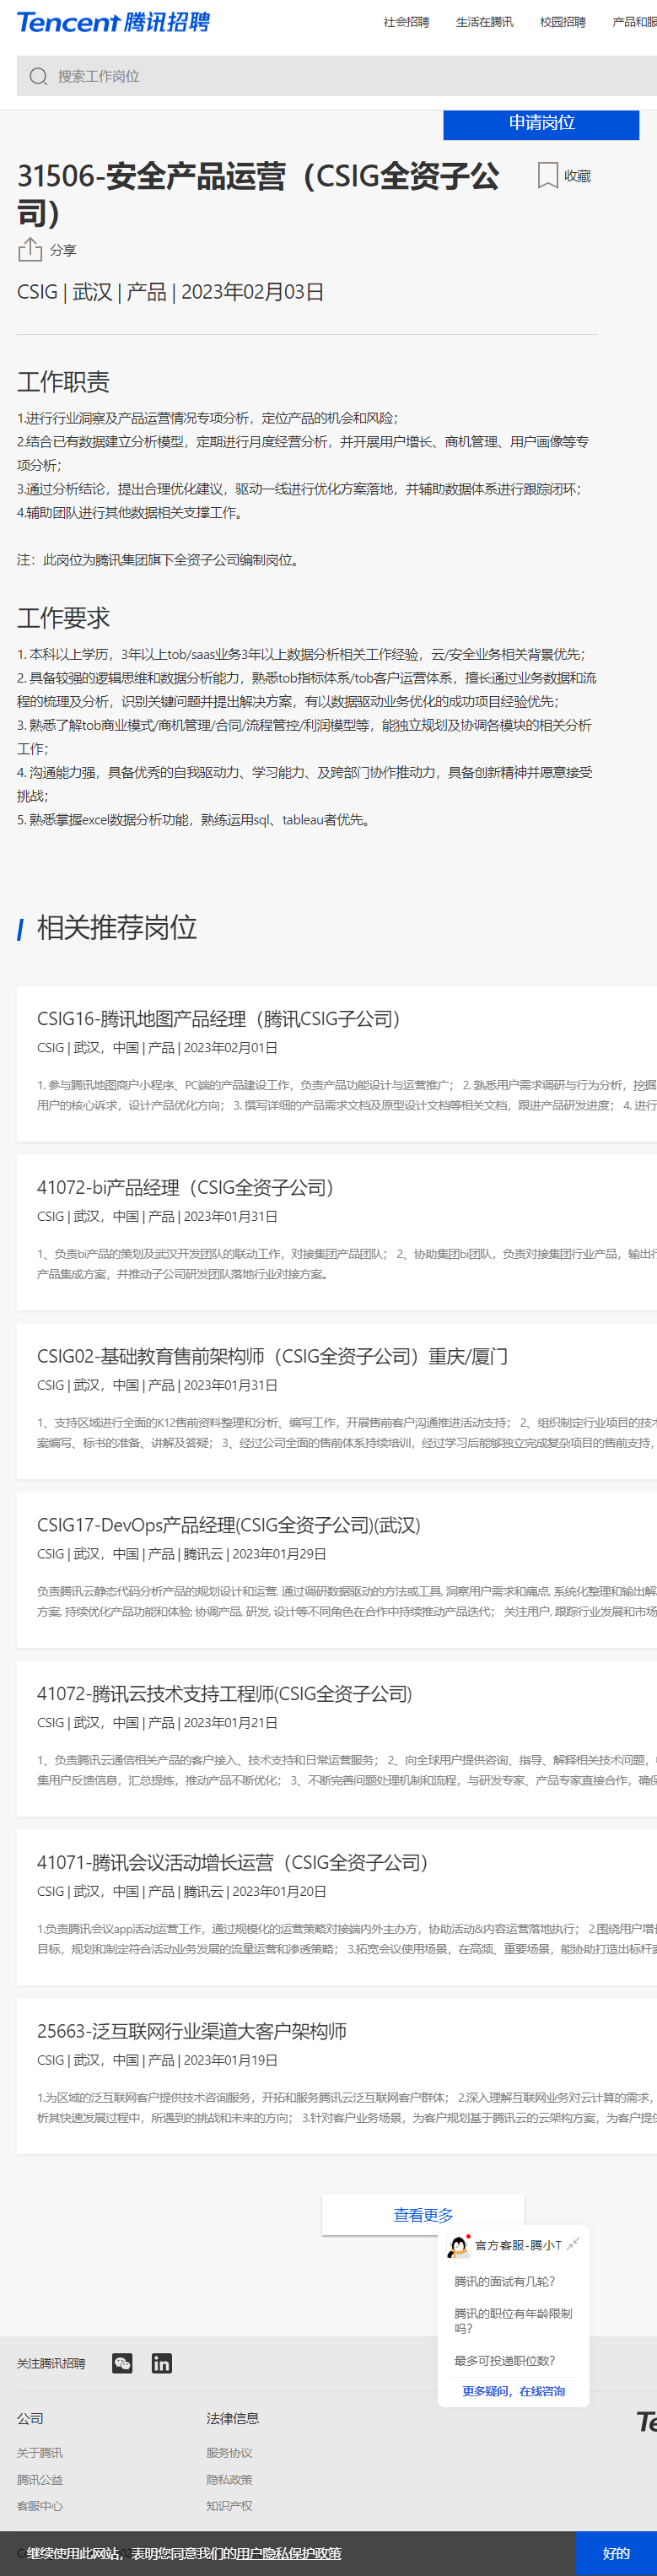 Tencent 腾讯招聘
社会招聘 生活在腾讯 校园招聘 产品和服
搜索工作岗位
申请岗位
31506-安全产品运营（CSIG全资子公
司）
收藏
分享
CSIG | 武汉 | 产品 | 2023年02月03日
工作职责
1.进行行业洞察及产品运营情况专项分析，定位产品的机会和风险；
2.结合已有数据建立分析模型，定期进行月度经营分析，并开展用户增长、商机管理、用户画像等专
项分析；
3.通过分析结论，提出合理优化建议，驱动一线进行优化方案落地，并辅助数据体系进行跟踪闭环；
4.辅助团队进行其他数据相关支撑工作。
注：此岗位为腾讯集团旗下全资子公司编制岗位。
工作要求
1. 本科以上学历，3年以上tob/saas业务3年以上数据分析相关工作经验，云/安全业务相关背景优先；
2. 具备较强的逻辑思维和数据分析能力，熟悉tob指标体系/tob客户运营体系，擅长通过业务数据和流
程的梳理及分析，识别关键问题并提出解决方案，有以数据驱动业务优化的成功项目经验优先；
3. 熟悉了解tob商业模式/商机管理/合同/流程管控/利润模型等，能独立规划及协调各模块的相关分析
工作；
4. 沟通能力强，具备优秀的自我驱动力、学习能力、及跨部门协作推动力，具备创新精神并愿意接受
挑战；
5. 熟悉掌握excel数据分析功能，熟练运用sql、tableau者优先。
相关推荐岗位
CSIG16-腾讯地图产品经理（腾讯CSIG子公司）
CSIG | 武汉，中国 | 产品 | 2023年02月01日
1. 参与腾讯地图商户小程序、PC端的产品建设工作，负责产品功能设计与运营推广； 2. 熟悉用户需求调研与行为分析，挖掘
用户的核心诉求，设计产品优化方向； 3. 撰写详细的产品需求文档及原型设计文档等相关文档，跟进产品研发进度； 4. 进行
41072-bi产品经理（CSIG全资子公司）
CSIG | 武汉，中国 | 产品 | 2023年01月31日
1、负责bi产品的策划及武汉开发团队的联动工作，对接集团产品团队； 2、协助集团bi团队，负责对接集团行业产品，输出行
产品集成方案，并推动子公司研发团队落地行业对接方案。
CSIG02-基础教育售前架构师（CSIG全资子公司）重庆/厦门
CSIG | 武汉，中国 | 产品 | 2023年01月31日
1、支持区域进行全面的K12售前资料整理和分析、编写工作，开展售前客户沟通推进活动支持； 2、组织制定行业项目的技术
案编写、标书的准备、讲解及答疑； 3、经过公司全面的售前体系持续培训，经过学习后能够独立完成复杂项目的售前支持，
CSIG17-DevOps产品经理(CSIG全资子公司)(武汉)
CSIG | 武汉，中国 | 产品 | 腾讯云 | 2023年01月29日
负责腾讯云静态代码分析产品的规划设计和运营, 通过调研数据驱动的方法或工具, 洞察用户需求和痛点, 系统化整理和输出解
方案, 持续优化产品功能和体验; 协调产品, 研发, 设计等不同角色在合作中持续推动产品迭代； 关注用户, 跟踪行业发展和市场
41072-腾讯云技术支持工程师(CSIG全资子公司)
CSIG | 武汉，中国 | 产品 | 2023年01月21日
1、负责腾讯云通信相关产品的客户接入、技术支持和日常运营服务； 2、向全球用户提供咨询、指导、解释相关技术问题，收
集用户反馈信息，汇总提炼，推动产品不断优化； 3、不断完善问题处理机制和流程，与研发专家、产品专家直接合作，确保
41071-腾讯会议活动增长运营（CSIG全资子公司）
CSIG | 武汉，中国 | 产品 | 腾讯云 | 2023年01月20日
1.负责腾讯会议app活动运营工作，通过规模化的运营策略对接端内外主办方，协助活动&内容运营落地执行； 2.围绕用户增长
目标，规划和制定符合活动业务发展的流量运营和渗透策略； 3.拓宽会议使用场景，在高频、重要场景，能协助打造出标杆案
25663-泛互联网行业渠道大客户架构师
CSIG | 武汉，中国 | 产品 | 2023年01月19日
1.为区域的泛互联网客户提供技术咨询服务，开拓和服务腾讯云泛互联网客户群体； 2.深入理解互联网业务对云计算的需求，
析其快速发展过程中，所遇到的挑战和未来的方向； 3.针对客户业务场景，为客户规划基于腾讯云的云架构方案，为客户提供
查看更多
官方客服-腾小T
腾讯的面试有几轮？
腾讯的职位有年龄限制
吗？
最多可投递职位数？
更多疑问，在线咨询
关注腾讯招聘
公司 法律信息
关于腾讯 服务协议
腾讯公益 隐私政策
客服中心 知识产权
继续使用此网站，表明您同意我们的用户隐私保护政策
好的